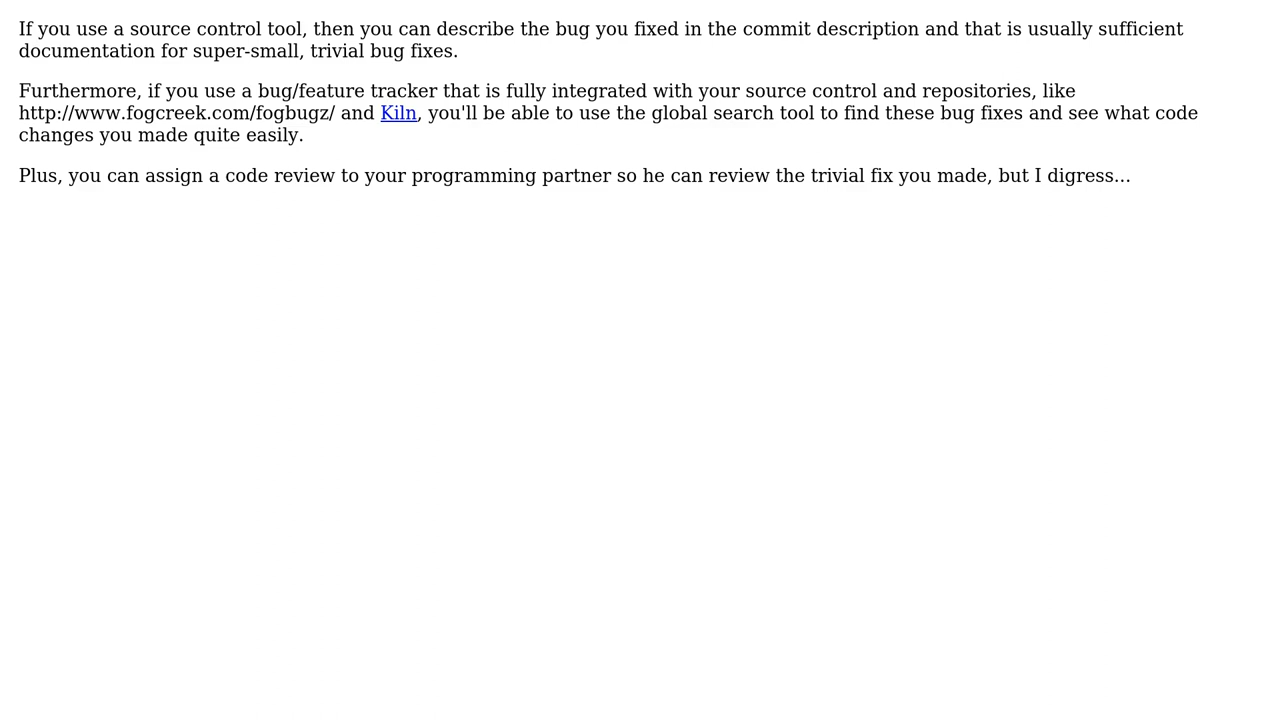 If you use a source control tool, then you can describe the bug you fixed in the commit description and that is usually sufficient
documentation for super-small, trivial bug fixes.
Furthermore, if you use a bug/feature tracker that is fully integrated with your source control and repositories, like
http://www.fogcreek.com/fogbugz/ and Kiln, you'll be able to use the global search tool to find these bug fixes and see what code
changes you made quite easily.
Plus, you can assign a code review to your programming partner so he can review the trivial fix you made, but I digress...